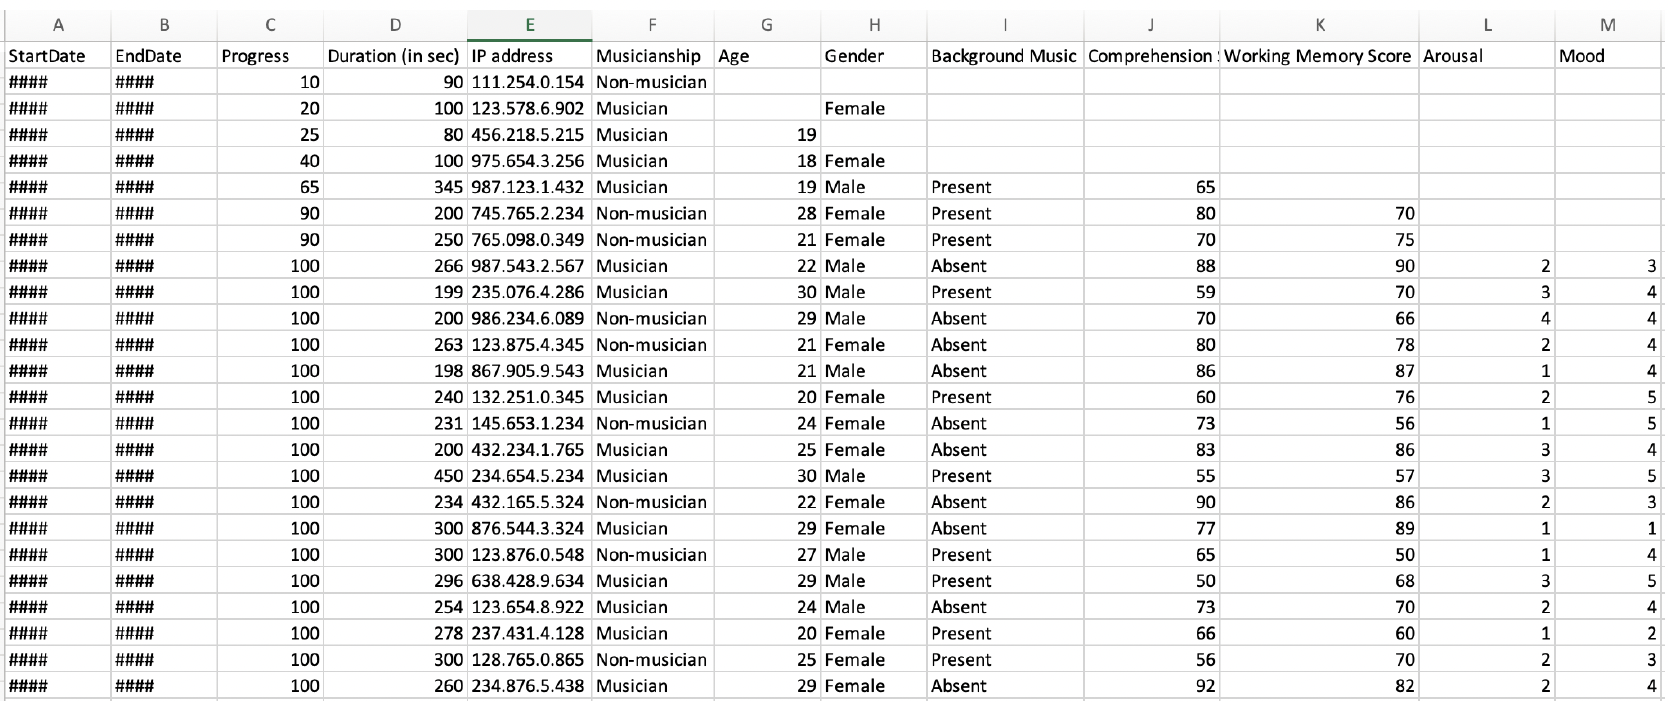 A B C D E F G H I J K L M
StartDate EndDate Progress Duration (in sec) IP address Musicianship Age Gender Background Music Comprehension Working Memory Score Arousal Mood
#### #### 10 90 111.254.0.154 Non-musician
#### #### 20 100 123.578.6.902 Musician Female
#### #### 25 80 456.218.5.215 Musician 19
#### #### 40 100 975.654.3.256 Musician 18 Female
#### #### 65 345 987.123.1.432 Musician 19 Male Present 65
#### #### 90 200 745.765.2.234 Non-musician 28 Female Present 80 70
#### #### 90 250 765.098.0.349 Non-musician 21 Female Present 70 75
#### #### 100 266 987.543.2.567 Musician 22 Male Absent 88 90 2 3
#### #### 100 199 235.076.4.286 Musician 30 Male Present 59 70 3 4
#### #### 100 200 986.234.6.089 Non-musician 29 Male Absent 70 66 4 4
#### #### 100 263 123.875.4.345 Non-musician 21 Female Absent 80 78 2 4
#### #### 100 198 867.905.9.543 Musician 21 Male Absent 86 87 1 4
#### #### 100 240 132.251.0.345 Musician 20 Female Present 60 76 2 5
#### #### 100 231 145.653.1.234 Non-musician 24 Female Absent 73 56 1 5
#### #### 100 200 432.234.1.765 Musician 25 Female Absent 83 86 3 4
#### #### 100 450 234.654.5.234 Musician 30 Male Present 55 57 3 5
#### #### 100 234 432.165.5.324 Non-musician 22 Female Absent 90 86 2 3
#### #### 100 300 876.544.3.324 Musician 29 Female Absent 77 89 1 1
#### #### 100 300 123.876.0.548 Non-musician 27 Male Present 65 50 1 4
#### #### 100 296 638.428.9.634 Musician 29 Male Present 50 68 3 5
#### #### 100 254 123.654.8.922 Musician 24 Male Absent 73 70 2 4
#### #### 100 278 237.431.4.128 Musician 20 Female Present 66 60 1 2
#### #### 100 300 128.765.0.865 Non-musician 25 Female Present 56 70 2 3
#### #### 100 260 234.876.5.438 Musician 29 Female Absent 92 82 2 4